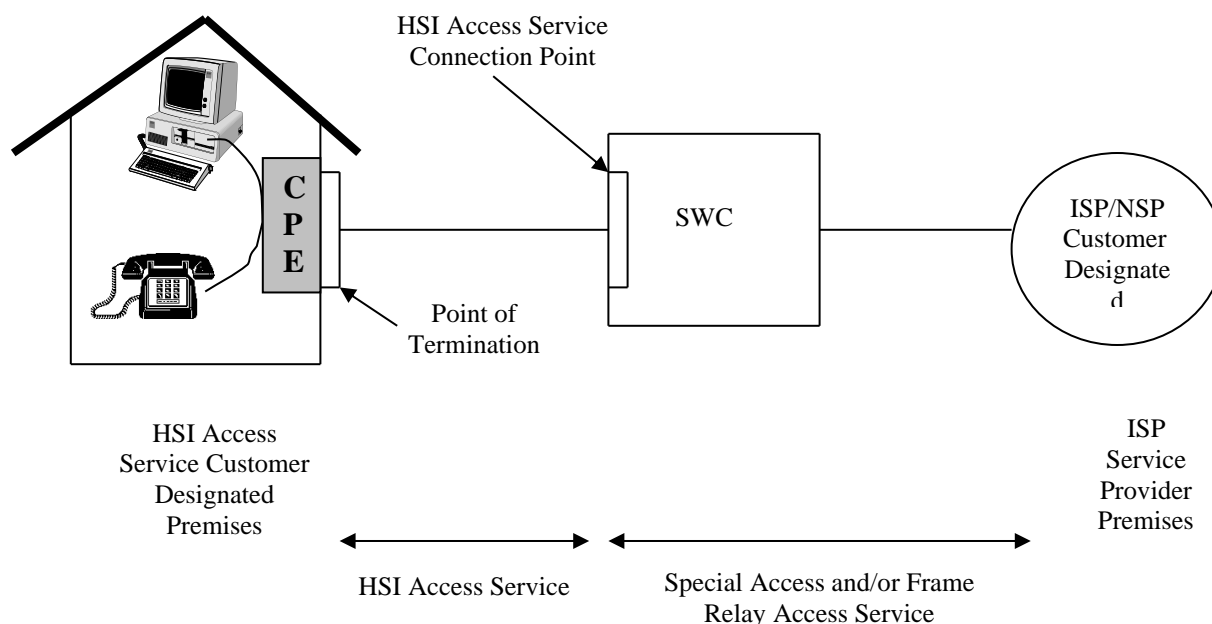 HSI Access Service
Connection Point
C
P
E
SWC
ISP/NSP
Customer
Designate
d
Point of
Termination
HSI Access
Service Customer
Designated
Premises
ISP
Service
Provider
Premises
HSI Access Service
Special Access and/or Frame
Relay Access Service